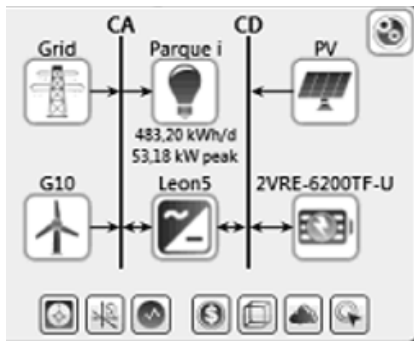 CA CD
Grid Parque i PV
483,20 kWh/d
53,18 kW peak
G10 Leon5 2VRE-6200TF-U